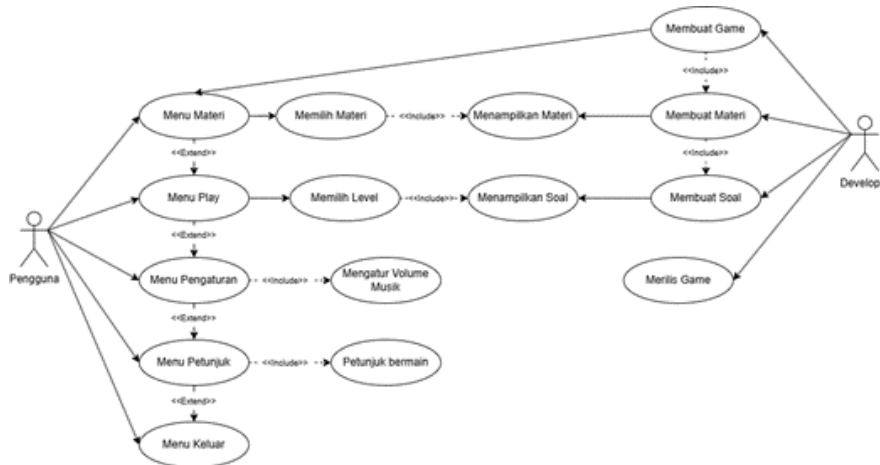 Membuat Game
<<Include>>
Menu Materi
Memilih Materi
<<Include>>
Menampilkan Materi
Membuat Materi
<<Extend>>
<<Include>>
Develop
Menu Play
Memilih Level
<<Include>>
Menampilkan Soal
Membuat Soal
<<Extend>>
Pengguna
Menu Pengaturan
<<Include>>
Mengatur Volume
Musik
Merilis Game
<<Extend>>
Menu Petunjuk
<<Include>>
Petunjuk bermain
<<Extend>>
Menu Keluar